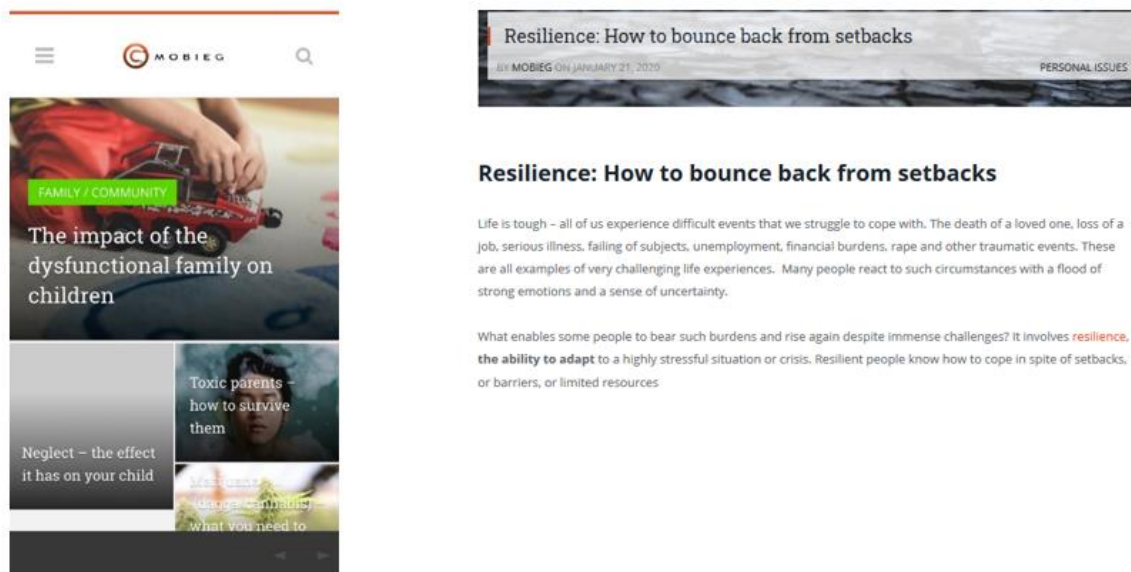 MOBIEG
FAMILY / COMMUNITY
The impact of the
dysfunctional family on
children
Neglect – the effect
it has on your child
Toxic parents –
how to survive
them
Marijuana
(dagga/cannabis) –
what you need to
Resilience: How to bounce back from setbacks
BY MOBIEG ON JANUARY 21, 2020
PERSONAL ISSUES
Resilience: How to bounce back from setbacks
Life is tough – all of us experience difficult events that we struggle to cope with. The death of a loved one, loss of a
job, serious illness, failing of subjects, unemployment, financial burdens, rape and other traumatic events. These
are all examples of very challenging life experiences. Many people react to such circumstances with a flood of
strong emotions and a sense of uncertainty.
What enables some people to bear such burdens and rise again despite immense challenges? It involves resilience,
the ability to adapt to a highly stressful situation or crisis. Resilient people know how to cope in spite of setbacks,
or barriers, or limited resources